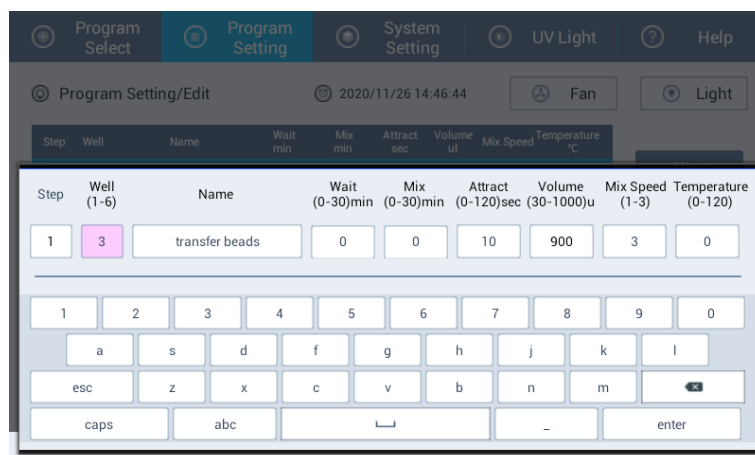 Program Select
Program Setting
System Setting
UV Light
Help
Program Setting/Edit
2020/11/26 14:46:44
Fan
Light
Step Well Name Wait min Mix min Attract sec Volume ul Mix Speed Temperature ℃
Step Well (1-6) Name Wait (0-30)min Mix (0-30)min Attract (0-120)sec Volume (30-1000)u Mix Speed (1-3) Temperature (0-120)
1 3 transfer beads 0 0 10 900 3 0
1 2 3 4 5 6 7 8 9 0
a s d f g h j k l
esc z x c v b n m
caps abc _ enter